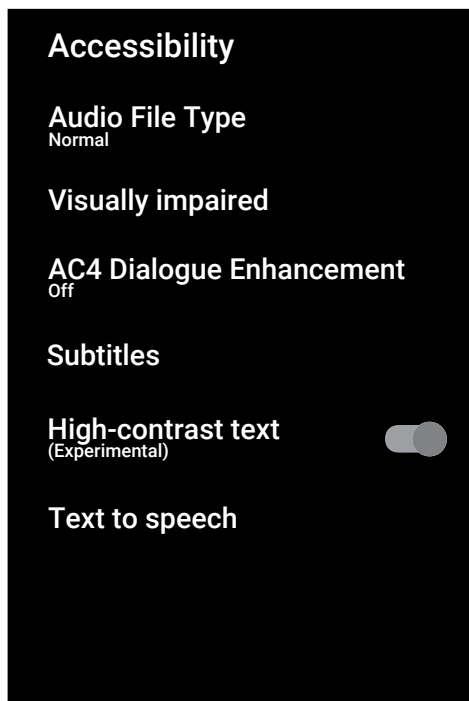 Accessibility
Audio File Type
Normal
Visually impaired
AC4 Dialogue Enhancement
Off
Subtitles
High-contrast text
(Experimental)
Text to speech